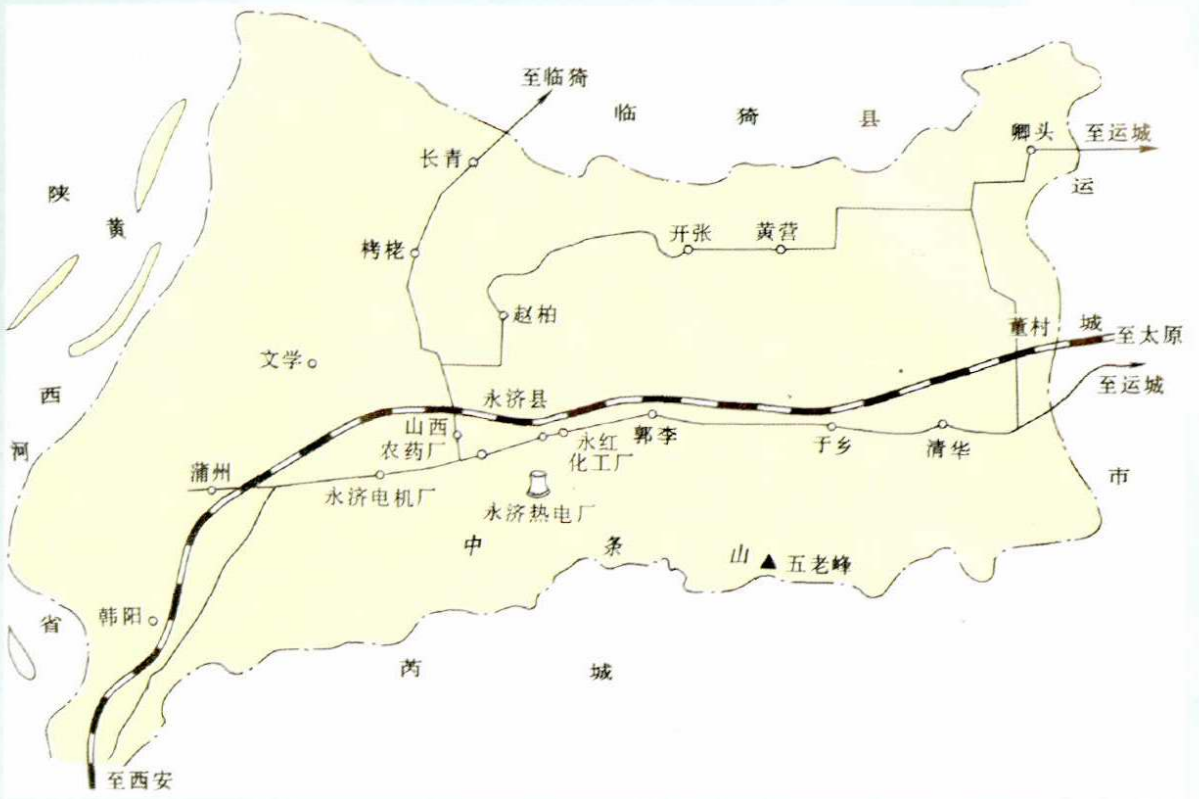 至临猗
临猗县
卿头
至运城
长青
陕
运
黄
开张
黄营
栲栳
赵柏
董村
城
至太原
文学
至运城
西
永济县
山西
农药厂
永红
化工厂
郭李
于乡
清华
河
蒲州
市
永济电机厂
永济热电厂
中条山
五老峰
韩阳
省
芮城
至西安